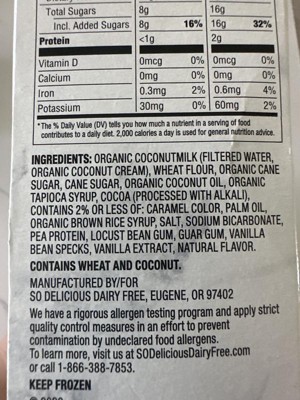 Total Sugars 8g 16g
Incl. Added Sugars 8g 16% 16g 32%
Protein <1g 2g
Vitamin D 0mcg 0% 0mcg 0%
Calcium 0mg 0% 0mg 0%
Iron 0.3mg 2% 0.6mg 4%
Potassium 30mg 0% 60mg 2%
*The % Daily Value (DV) tells you how much a nutrient in a serving of food
contributes to a daily diet. 2,000 calories a day is used for general nutrition advice.
INGREDIENTS: ORGANIC COCONUTMILK (FILTERED WATER,
ORGANIC COCONUT CREAM), WHEAT FLOUR, ORGANIC CANE
SUGAR, CANE SUGAR, ORGANIC COCONUT OIL, ORGANIC
TAPIOCA SYRUP, COCOA (PROCESSED WITH ALKALI),
CONTAINS 2% OR LESS OF: CARAMEL COLOR, PALM OIL,
ORGANIC BROWN RICE SYRUP, SALT, SODIUM BICARBONATE,
PEA PROTEIN, LOCUST BEAN GUM, GUAR GUM, VANILLA
BEAN SPECKS, VANILLA EXTRACT, NATURAL FLAVOR.
CONTAINS WHEAT AND COCONUT.
MANUFACTURED BY/FOR
SO DELICIOUS DAIRY FREE, EUGENE, OR 97402
We have a rigorous allergen testing program and apply strict
quality control measures in an effort to prevent
contamination by undeclared food allergens.
To learn more, visit us at SODeliciousDairyFree.com
or call 1-866-388-7853.
KEEP FROZEN